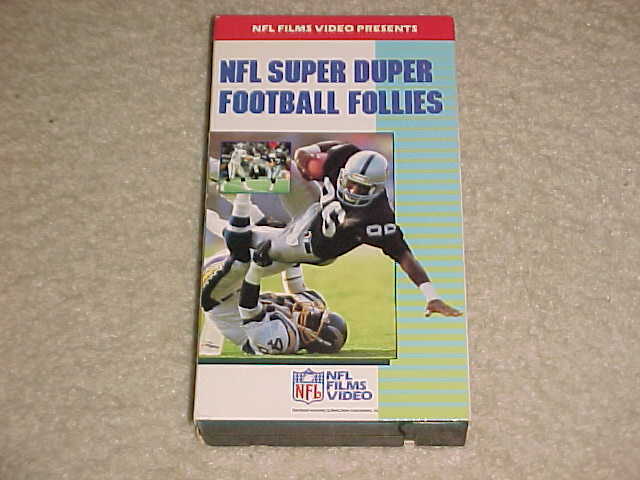 NFL FILMS VIDEO PRESENTS
NFL SUPER DUPER
FOOTBALL FOLLIES
NFL
NFL
FILMS
VIDEO